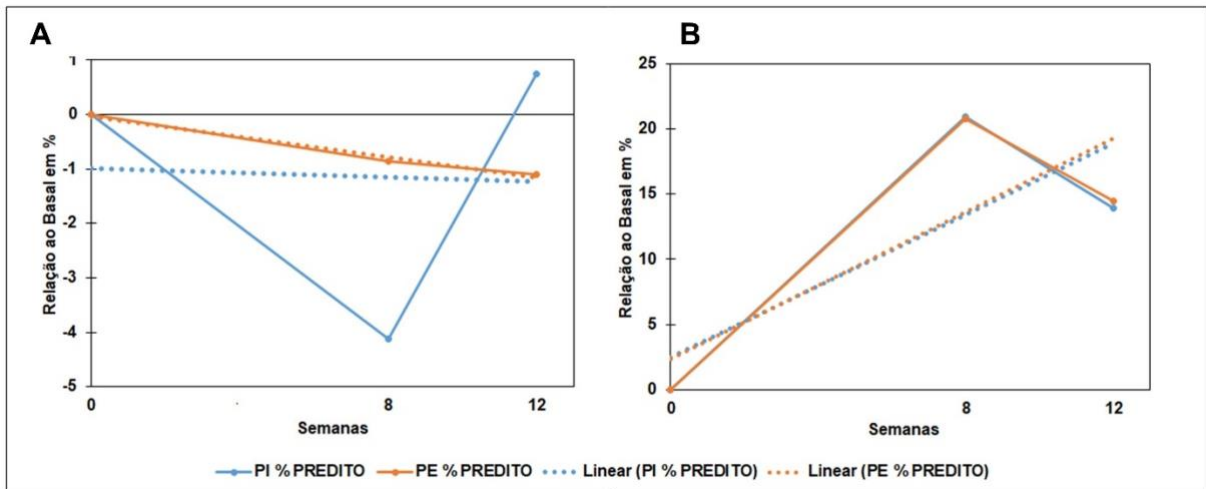 A
Relação ao Basal em %
1
0
-1
-2
-3
-4
-5
0
8
12
Semanas
B
Relação ao Basal em %
25
20
15
10
5
0
0
8
12
Semanas
PI % PREDITO
PE % PREDITO
Linear (PI % PREDITO)
Linear (PE % PREDITO)